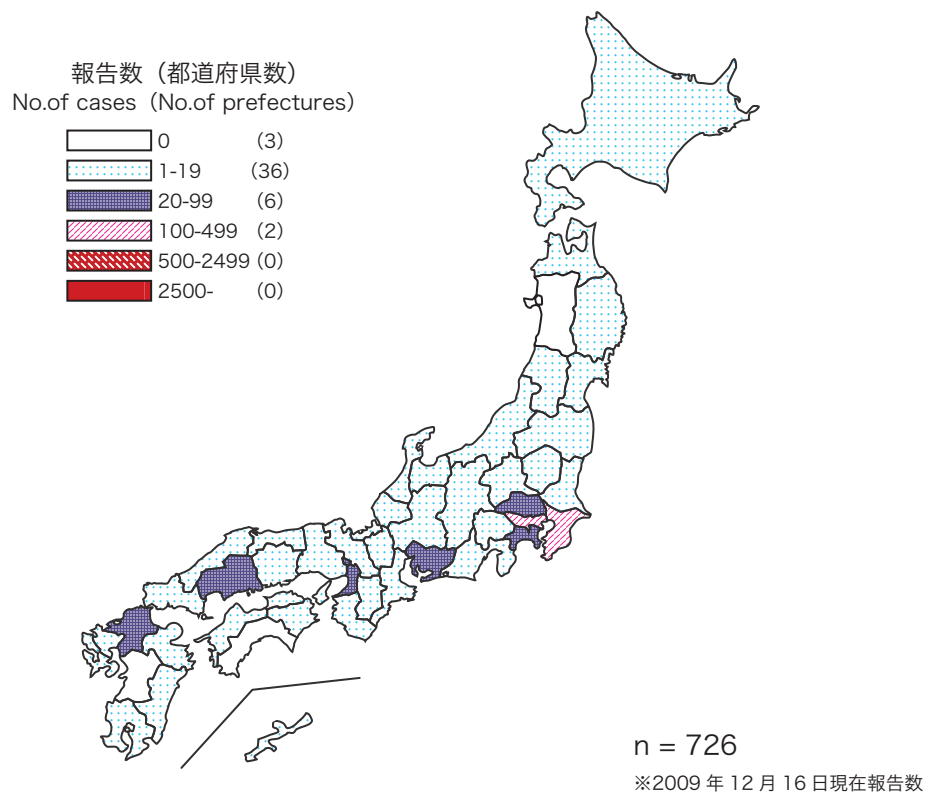 報告数（都道府県数）
No.of cases（No.of prefectures）
0 （3）
1-19 （36）
20-99 （6）
100-499 （2）
500-2499（0）
2500- （0）
n = 726
※2009 年 12 月 16 日現在報告数